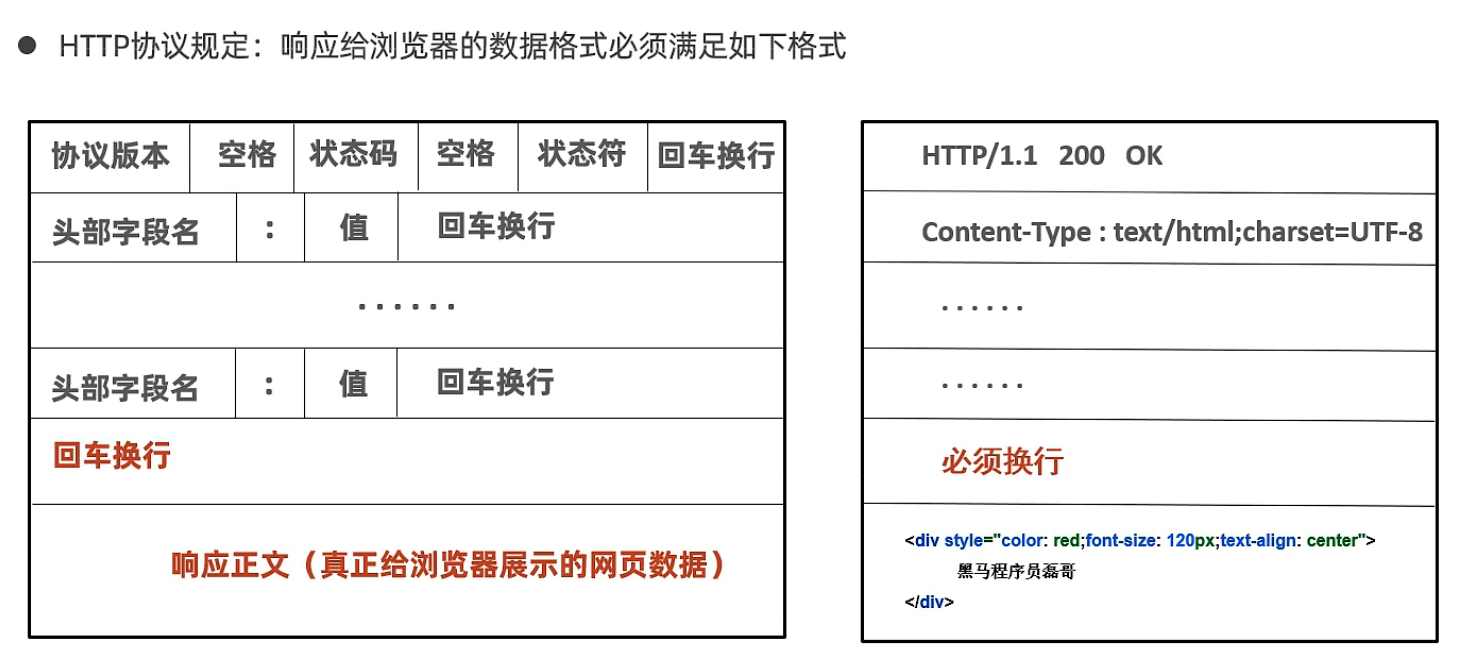 ● HTTP协议规定：响应给浏览器的数据格式必须满足如下格式
协议版本 空格 状态码 空格 状态符 回车换行
头部字段名 : 值 回车换行
......
头部字段名 : 值 回车换行
回车换行
响应正文（真正给浏览器展示的网页数据）
HTTP/1.1 200 OK
Content-Type : text/html;charset=UTF-8
......
......
必须换行
<div style="color: red;font-size: 120px;text-align: center">
黑马程序员磊哥
</div>